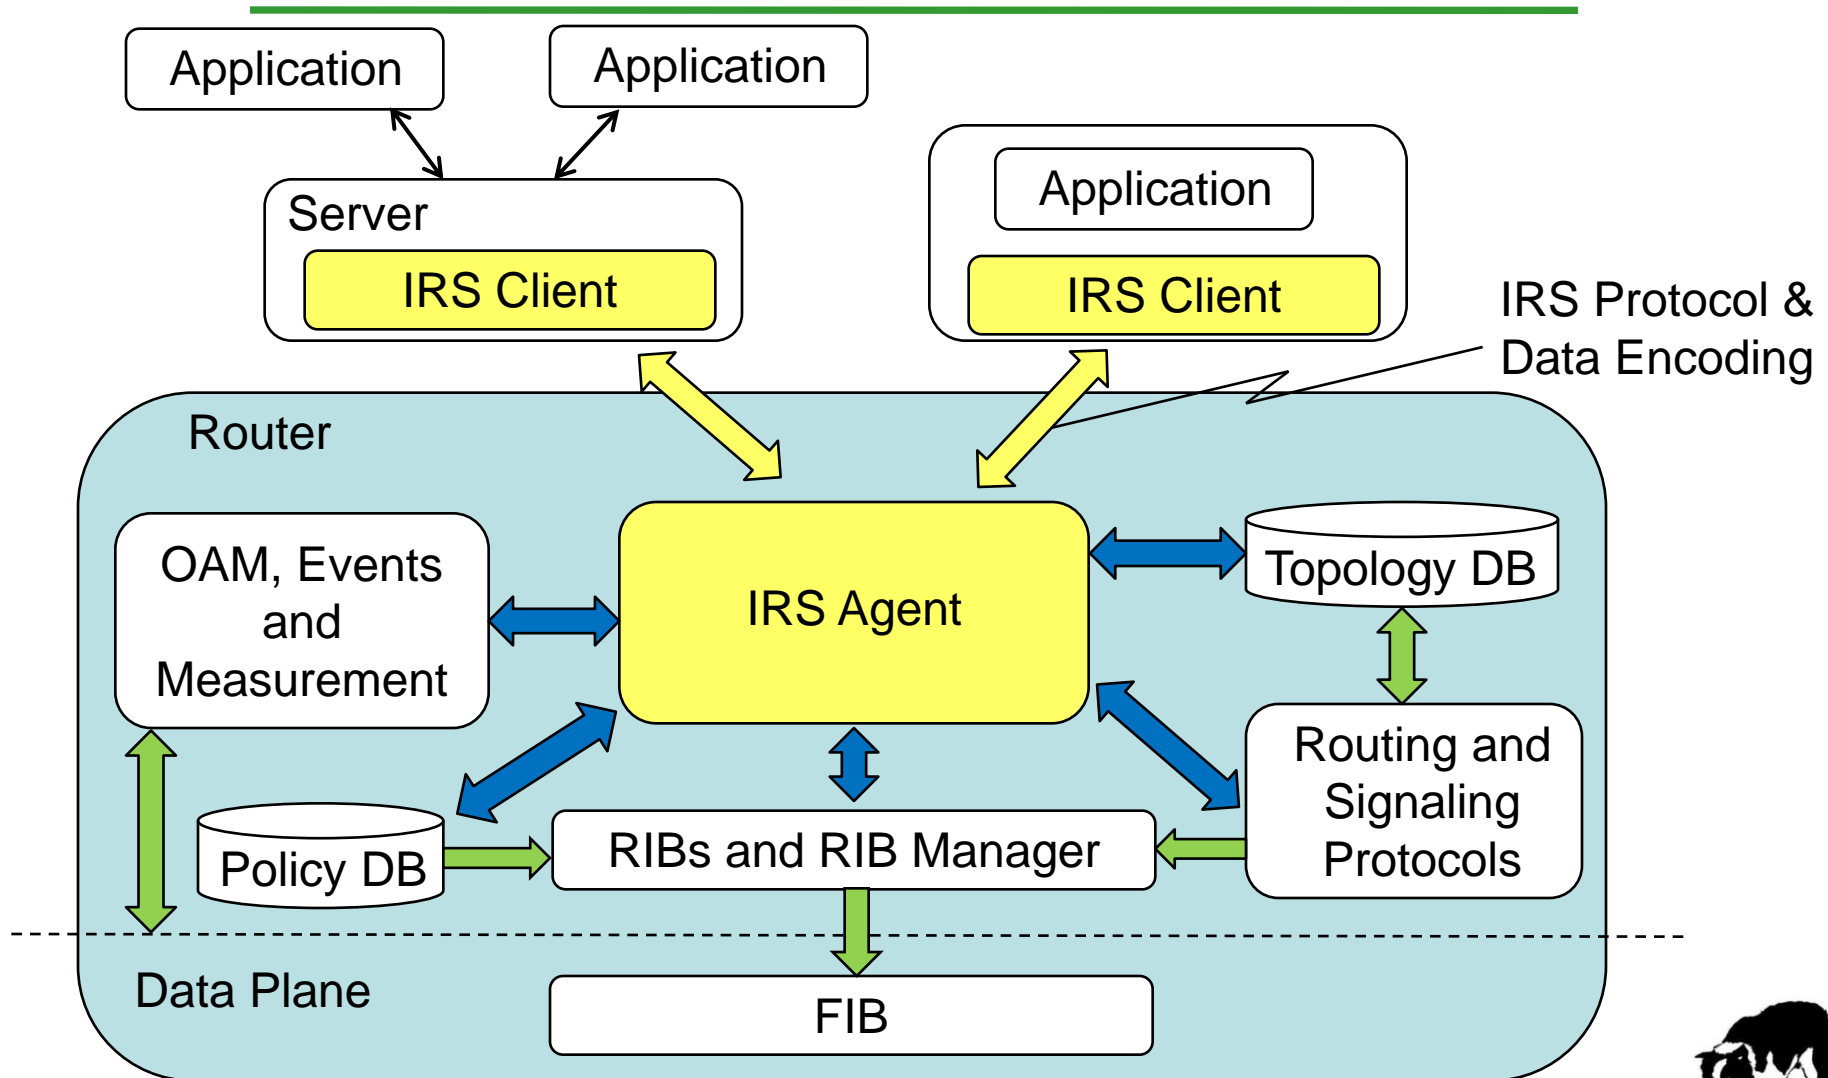 Application
Application
Server
IRS Client
Application
IRS Client
IRS Protocol &
Data Encoding
Router
OAM, Events
and
Measurement
IRS Agent
Topology DB
Routing and
Signaling
Protocols
Policy DB
RIBs and RIB Manager
Data Plane
FIB